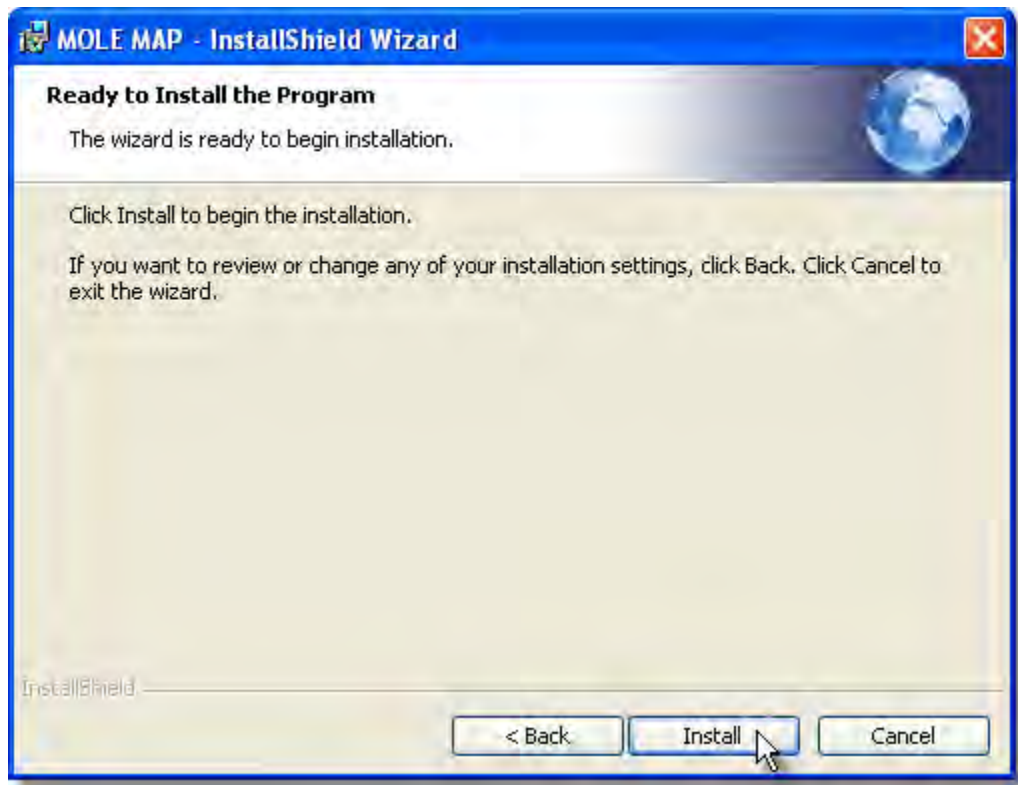 MOLE MAP - InstallShield Wizard
Ready to Install the Program
The wizard is ready to begin installation.
Click Install to begin the installation.
If you want to review or change any of your installation settings, click Back. Click Cancel to
exit the wizard.
InstallShield
< Back
Install
Cancel